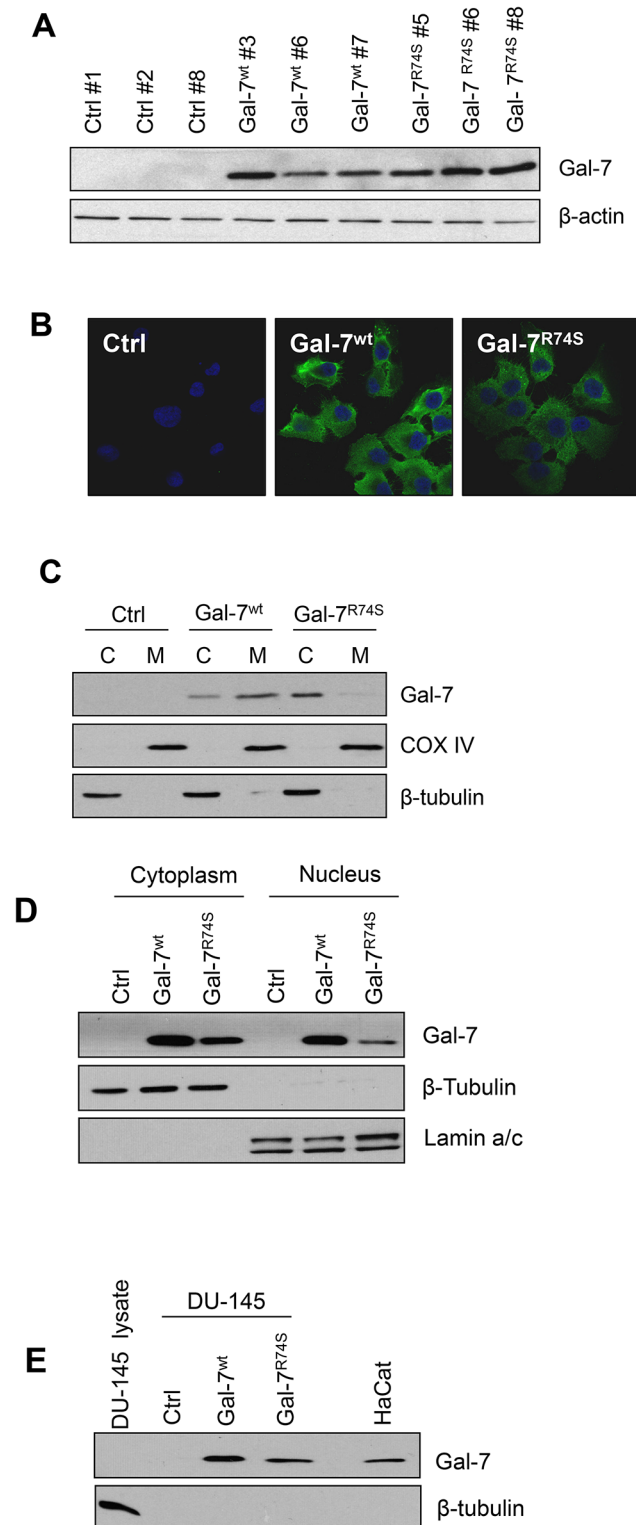 A
Ctrl #1
Ctrl #2
Ctrl #8
Gal-7wt #3
Gal-7wt #6
Gal-7wt #7
Gal-7R74S #5
Gal-7 R74S #6
Gal- 7R74S #8
Gal-7
β-actin
B
Ctrl
Gal-7wt
Gal-7R74S
C
Ctrl Gal-7wt Gal-7R74S
C M C M C M
Gal-7
COX IV
β-tubulin
D
Cytoplasm Nucleus
Ctrl
Gal-7wt
Gal-7R74S
Ctrl
Gal-7wt
Gal-7R74S
Gal-7
β-Tubulin
Lamin a/c
E
DU-145 lysate
DU-145
Ctrl
Gal-7wt
Gal-7R74S
HaCat
Gal-7
β-tubulin